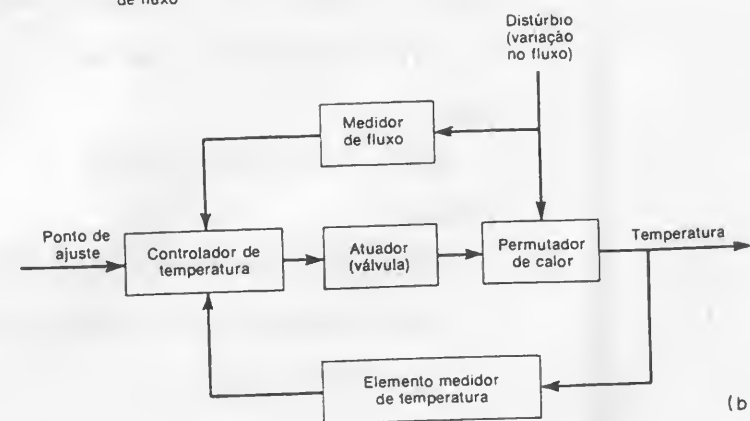 de fluxo
Distúrbio
(variação
no fluxo)
Medidor
de fluxo
Ponto de
ajuste
Controlador de
temperatura
Atuador
(válvula)
Permutador
de calor
Temperatura
Elemento medidor
de temperatura
(b